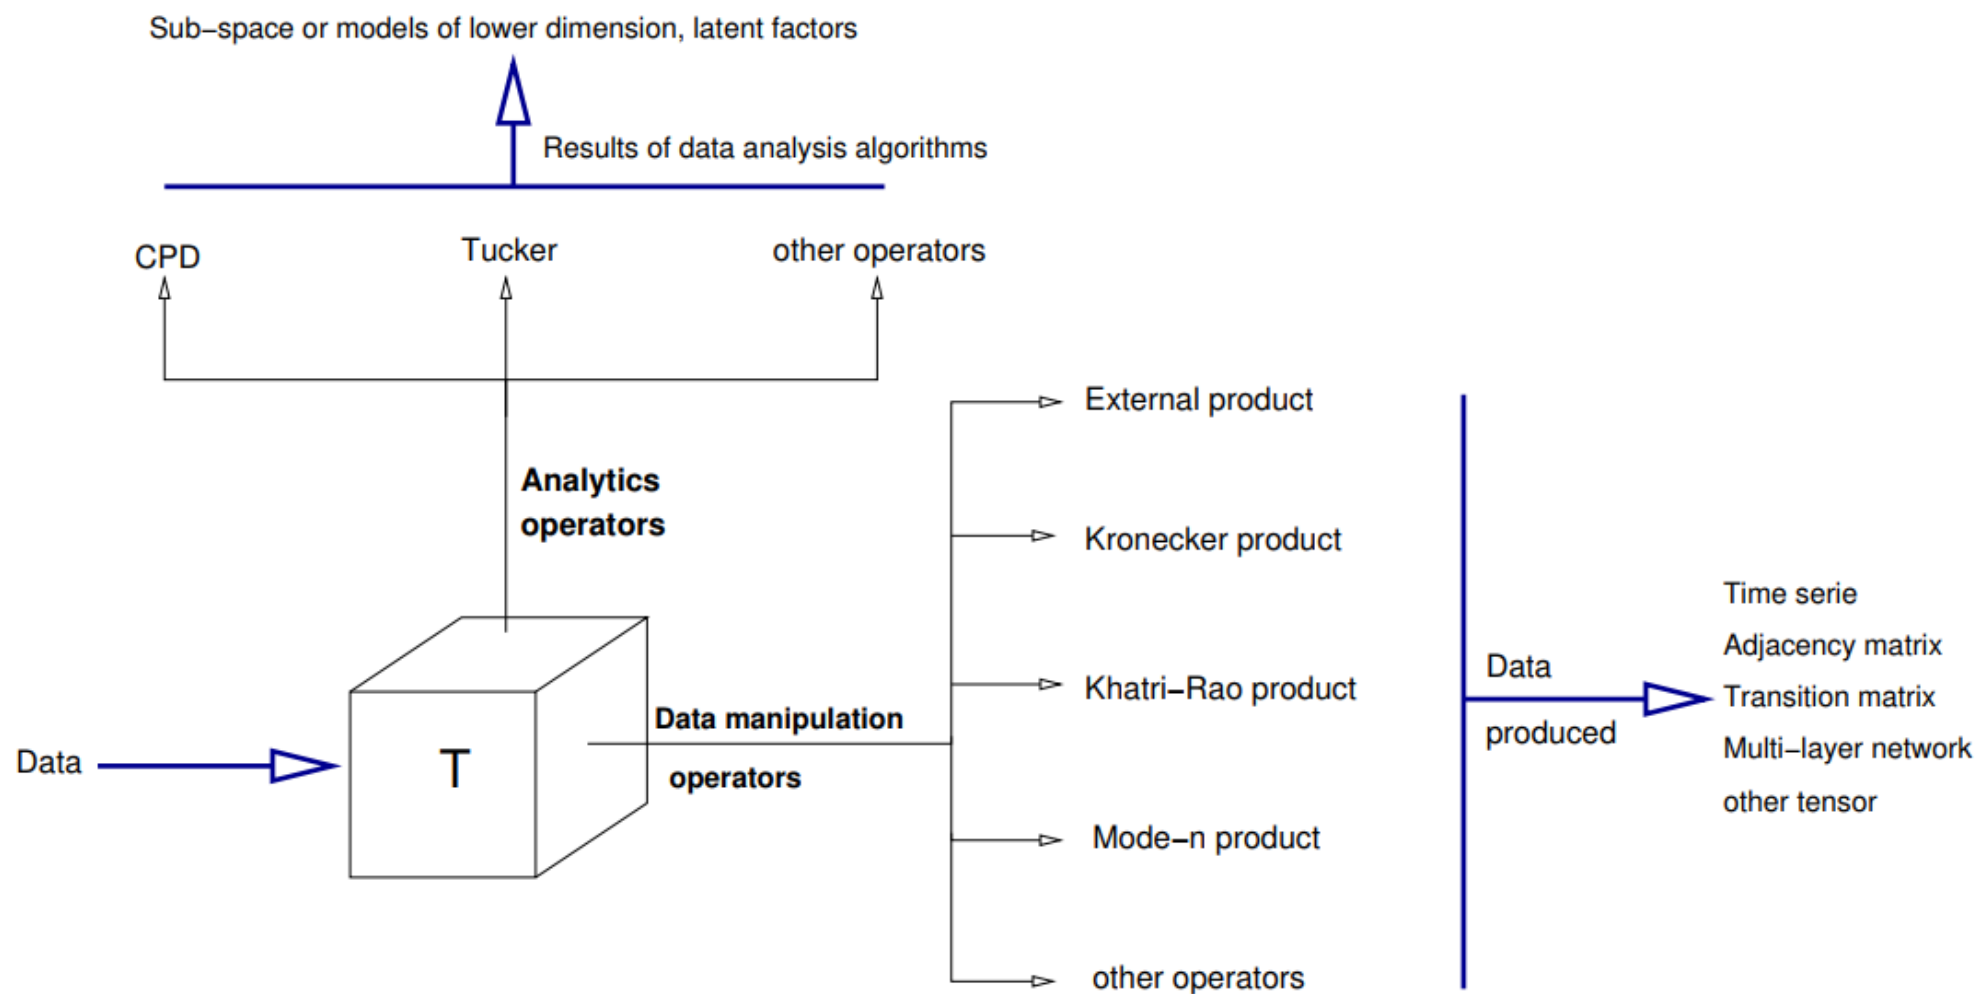 Sub−space or models of lower dimension, latent factors
Results of data analysis algorithms
CPD
Tucker
other operators
Analytics
operators
External product
Kronecker product
Khatri−Rao product
Mode−n product
other operators
Data manipulation
operators
Data
T
Data
produced
Time serie
Adjacency matrix
Transition matrix
Multi−layer network
other tensor